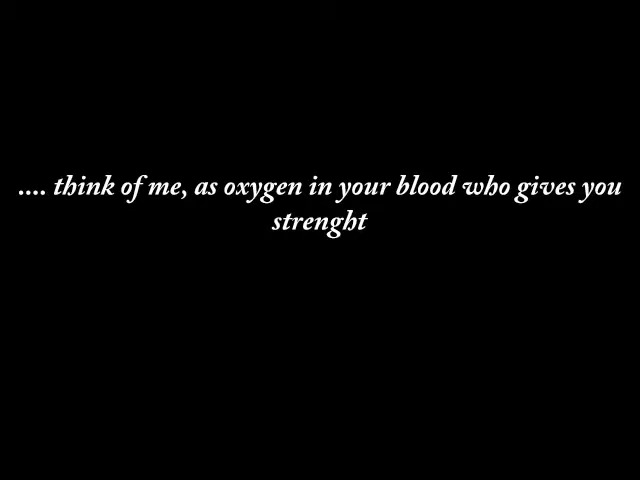 .... think of me, as oxygen in your blood who gives you
strenght